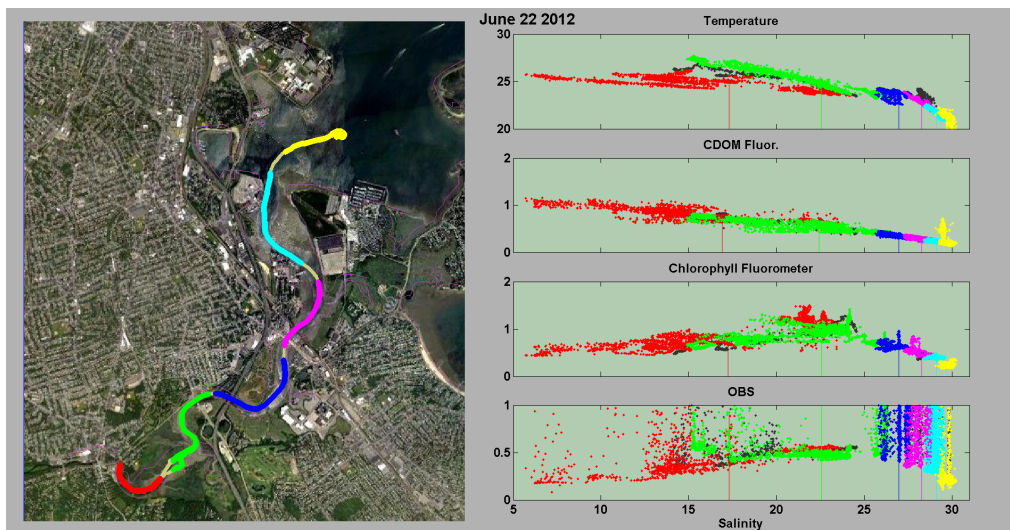 June 22 2012
Temperature
30
25
20
CDOM Fluor.
2
1
0
Chlorophyll Fluorometer
2
1
0
OBS
1
0.5
0
5 10 15 20 25 30
Salinity